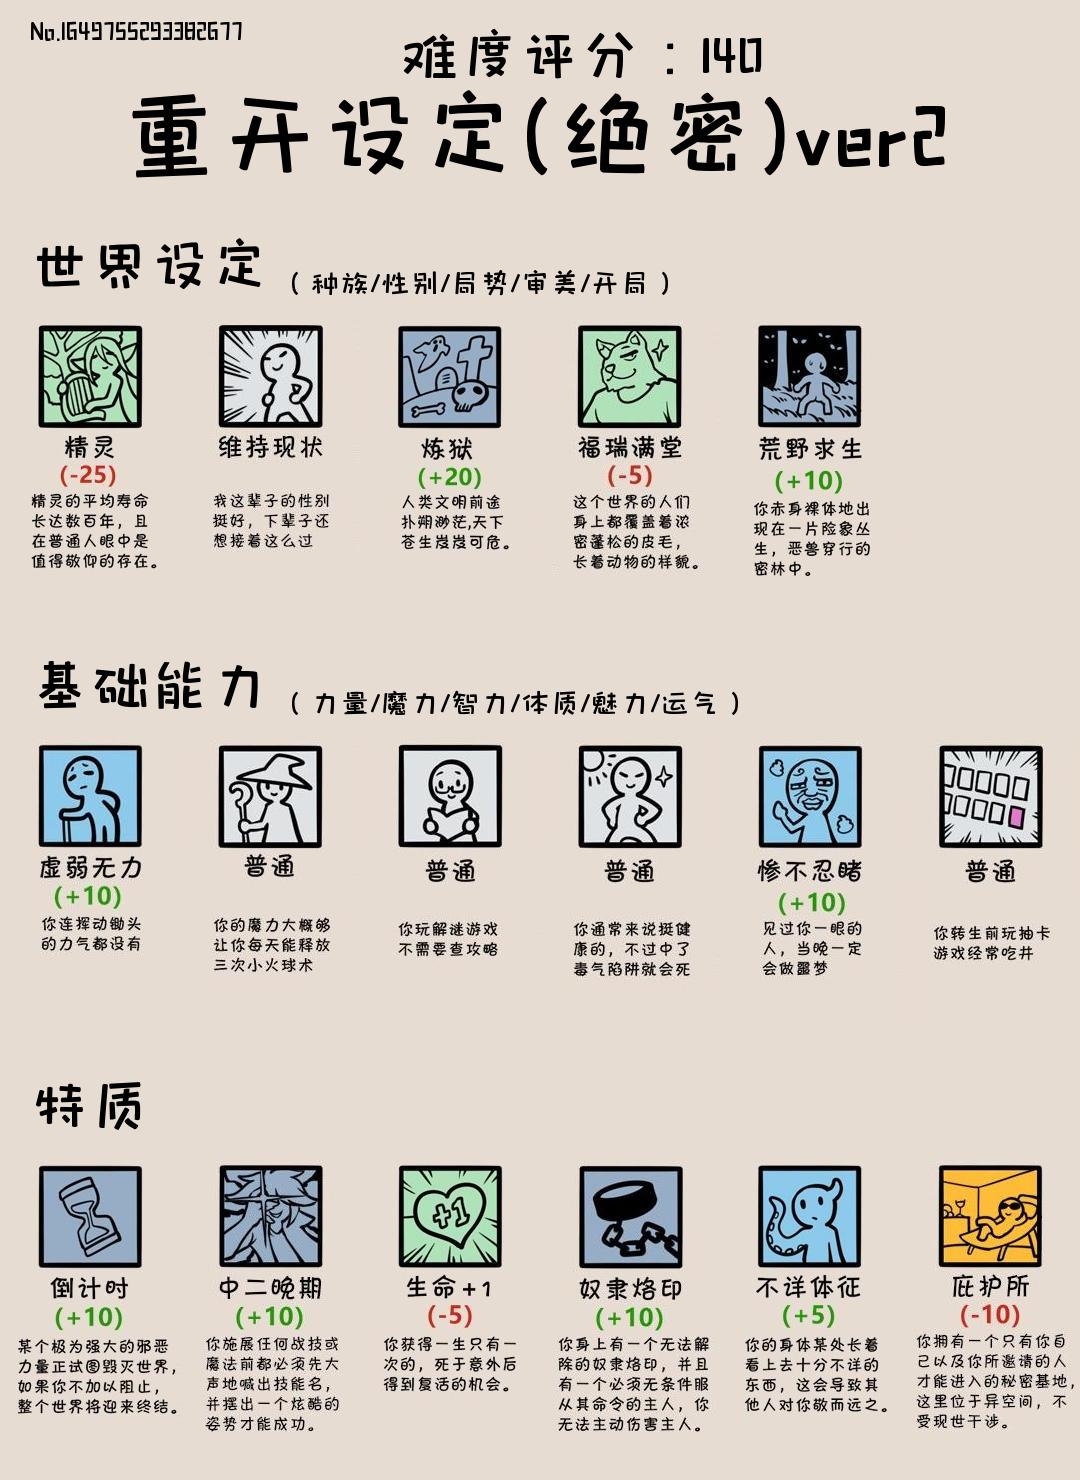 No.1649755293382677
难度评分：140
重开设定(绝密)ver2
世界设定 (种族/性别/局势/审美/开局)
精灵
(-25)
精灵的平均寿命
长达数百年，且
在普通人眼中是
值得敬仰的存在。
维持现状
我这辈子的性别
挺好，下辈子还
想接着这么过
炼狱
(+20)
人类文明前途
扑朔渺茫,天下
苍生岌岌可危。
福瑞满堂
(-5)
这个世界的人们
身上都覆盖着浓
密蓬松的皮毛，
长着动物的样貌。
荒野求生
(+10)
你赤身裸体地出
现在一片险象丛
生，恶兽穿行的
密林中。
基础能力 (力量/魔力/智力/体质/魅力/运气)
虚弱无力
(+10)
你连挥动锄头
的力气都没有
普通
你的魔力大概够
让你每天能释放
三次小火球术
普通
你玩解谜游戏
不需要查攻略
普通
你通常来说挺健
康的，不过中了
毒气陷阱就会死
惨不忍睹
(+10)
见过你一眼的
人，当晚一定
会做噩梦
普通
你转生前玩抽卡
游戏经常吃井
特质
倒计时
(+10)
某个极为强大的邪恶
力量正试图毁灭世界，
如果你不加以阻止，
整个世界将迎来终结。
中二晚期
(+10)
你施展任何战技或
魔法前都必须先大
声地喊出技能名，
并摆出一个炫酷的
姿势才能成功。
+1
生命+1
(-5)
你获得一生只有一
次的，死于意外后
得到复活的机会。
奴隶烙印
(+10)
你身上有一个无法解
除的奴隶烙印，并且
有一个必须无条件服
从其命令的主人，你
无法主动伤害主人。
不详体征
(+5)
你的身体某处长着
看上去十分不详的
东西，这会导致其
他人对你敬而远之。
庇护所
(-10)
你拥有一个只有你自
己以及你所邀请的人
才能进入的秘密基地，
这里位于异空间，不
受现世干涉。